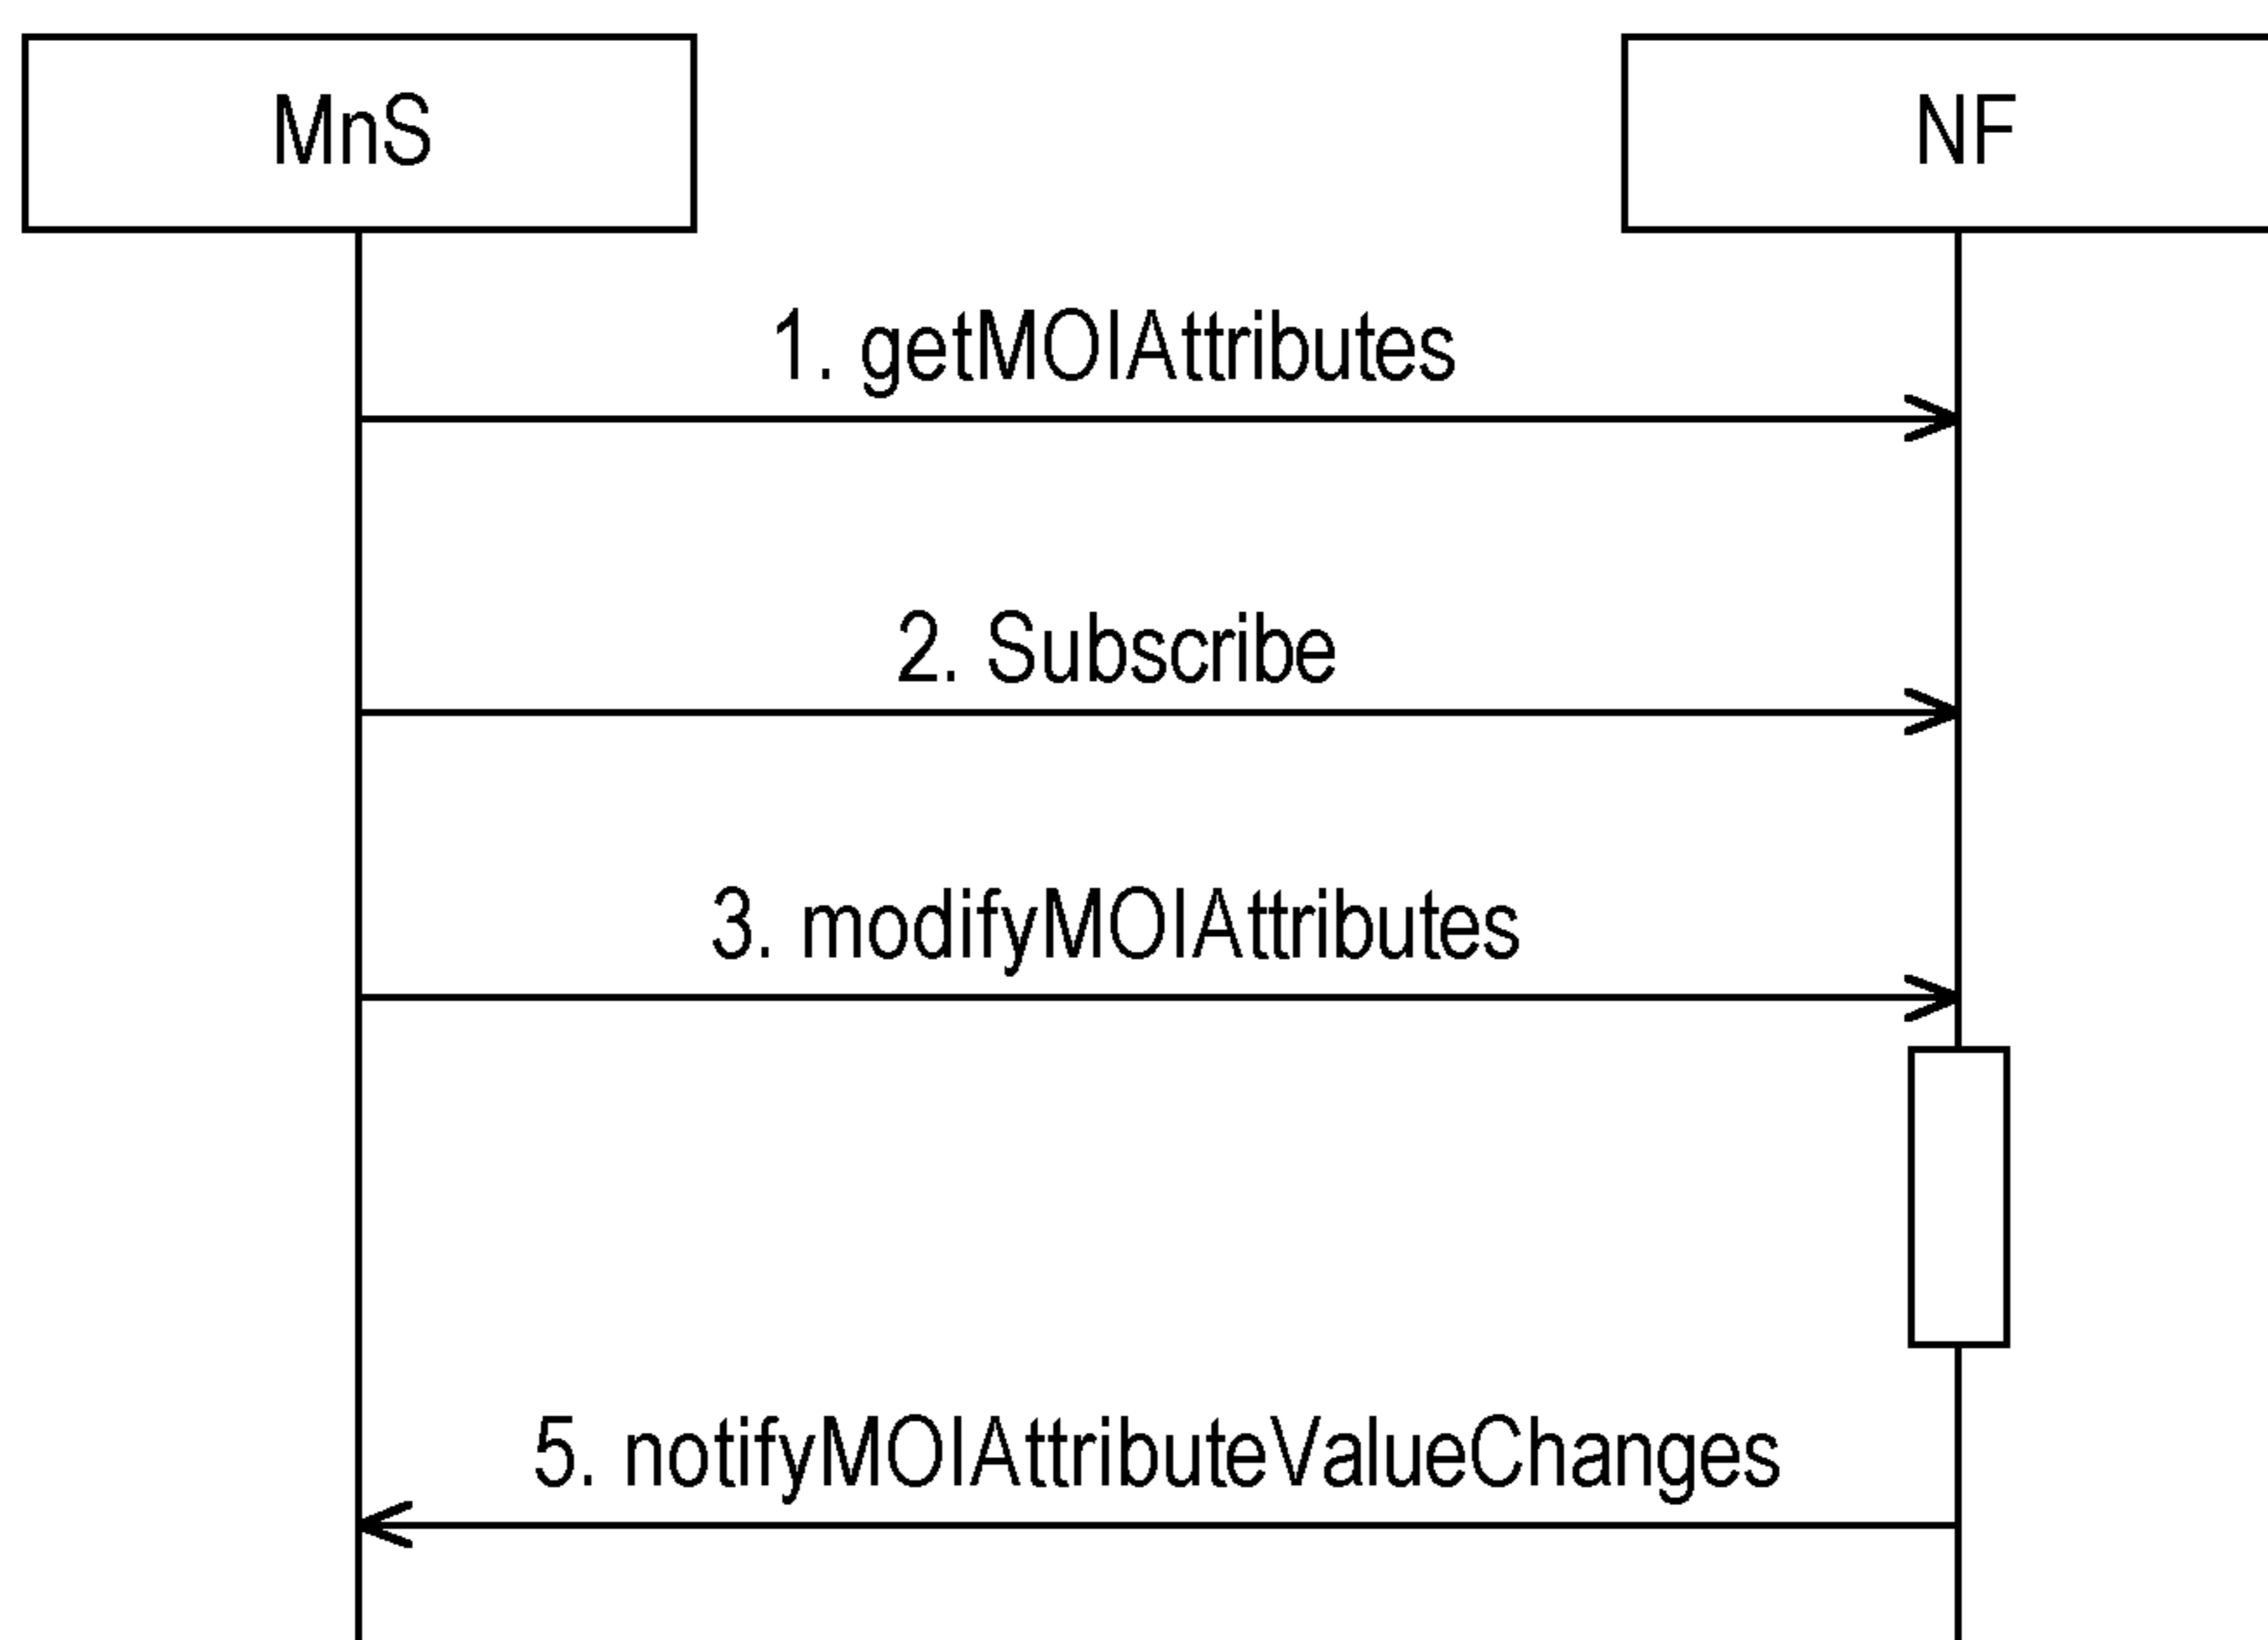 MnS
NF
1. getMOIAttributes
2. Subscribe
3. modifyMOIAttributes
5. notifyMOIAttributeValueChanges